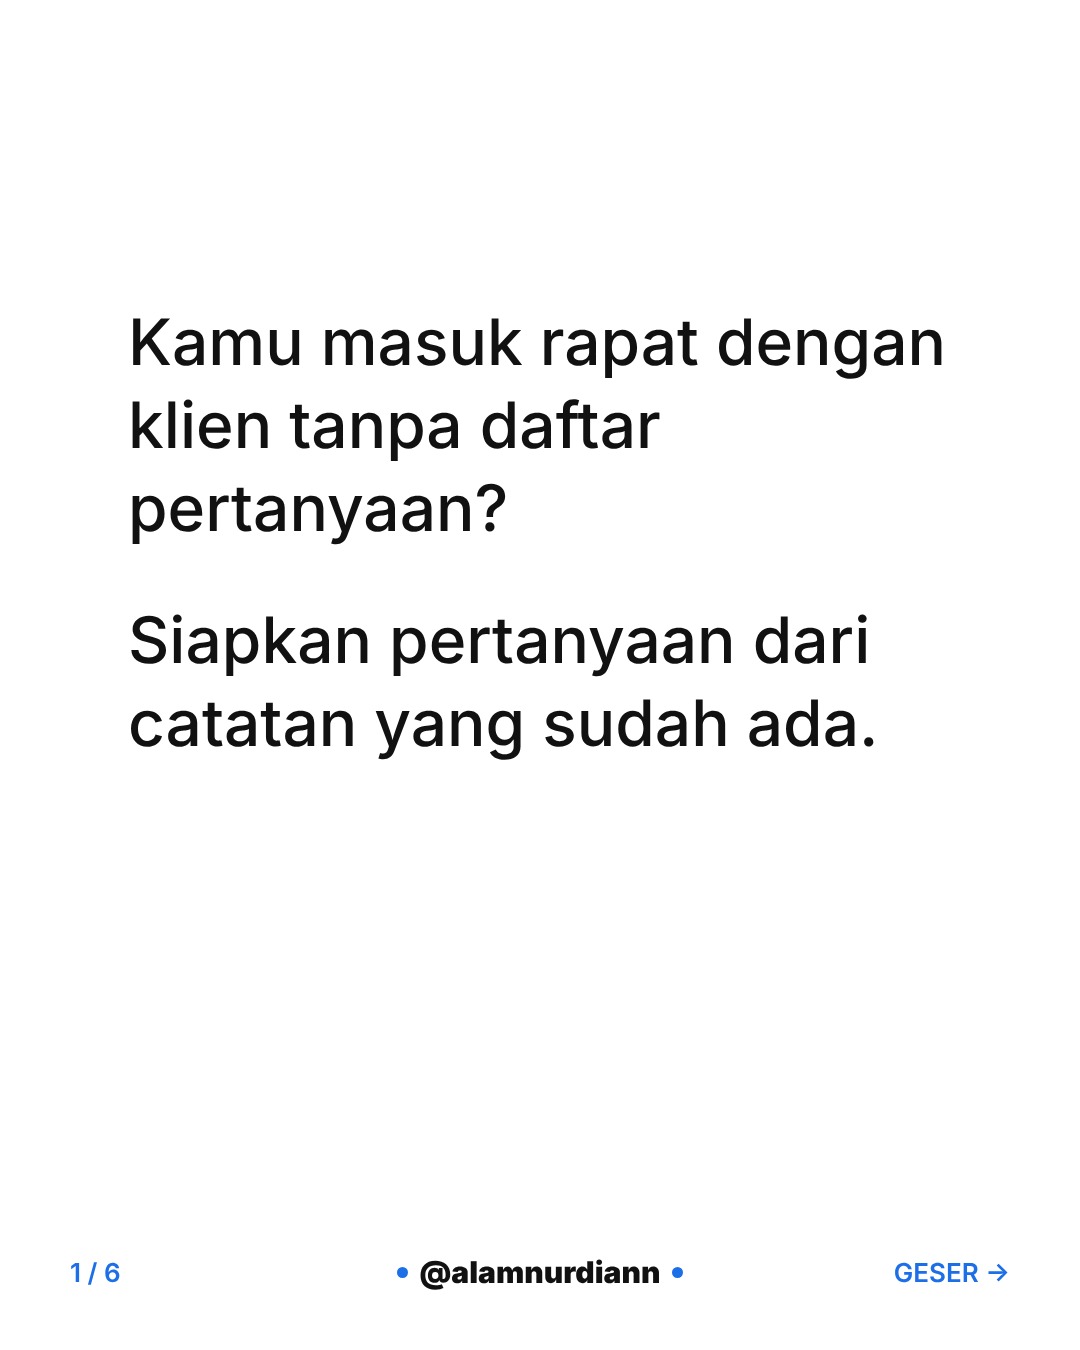 Kamu masuk rapat dengan
klien tanpa daftar
pertanyaan?
Siapkan pertanyaan dari
catatan yang sudah ada.
1 / 6
• @alamnurdiann •
GESER →